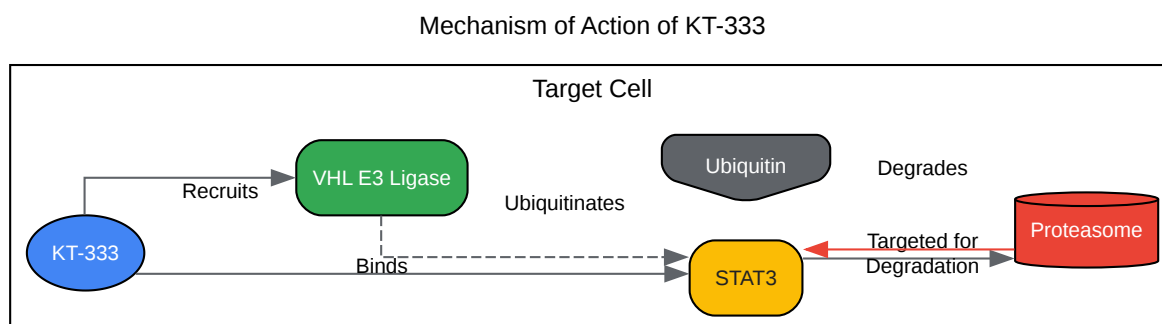 Mechanism of Action of KT-333
Target Cell
VHL E3 Ligase
Ubiquitin
Degrades
Recruits
Ubiquitinates
Proteasome
KT-333
Binds
STAT3
Targeted for
Degradation